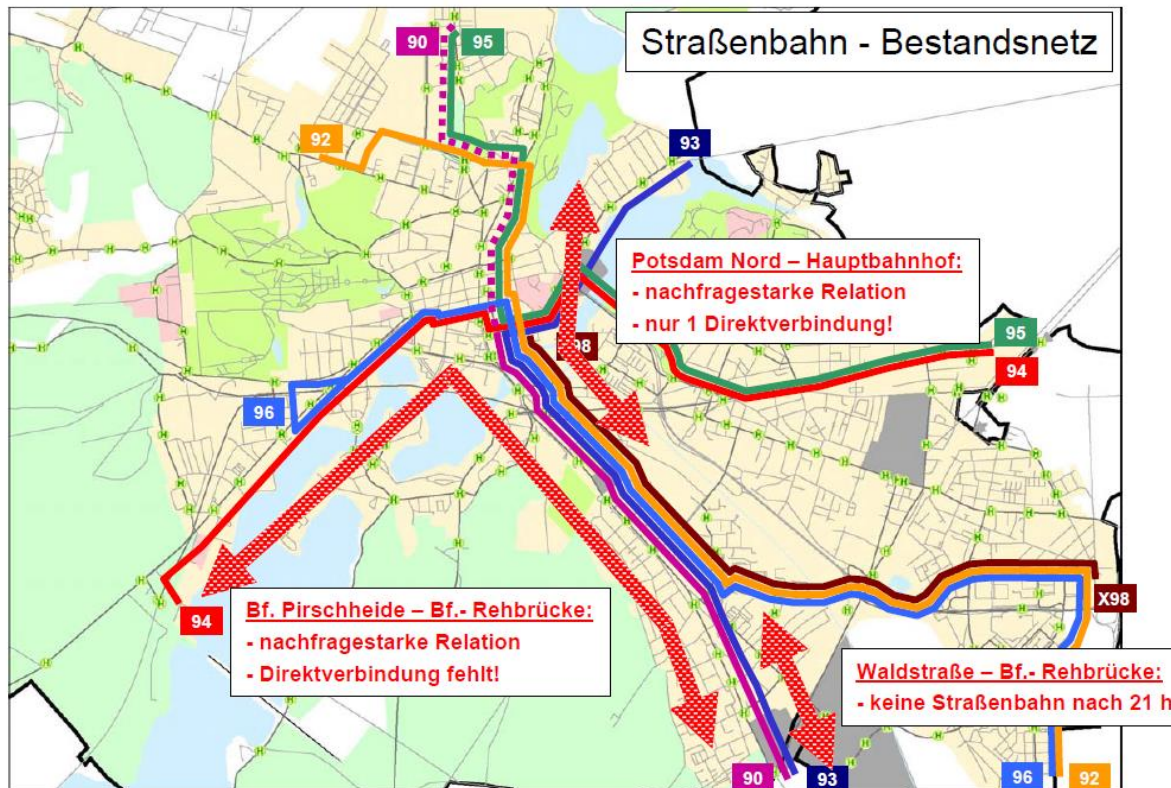 Straßenbahn - Bestandsnetz
90
95
92
93
Potsdam Nord – Hauptbahnhof:
- nachfragestarke Relation
- nur 1 Direktverbindung!
95
94
96
X98
94
Bf. Pirschheide – Bf.- Rehbrücke:
- nachfragestarke Relation
- Direktverbindung fehlt!
Waldstraße – Bf.- Rehbrücke:
- keine Straßenbahn nach 21 h
90
93
96
92